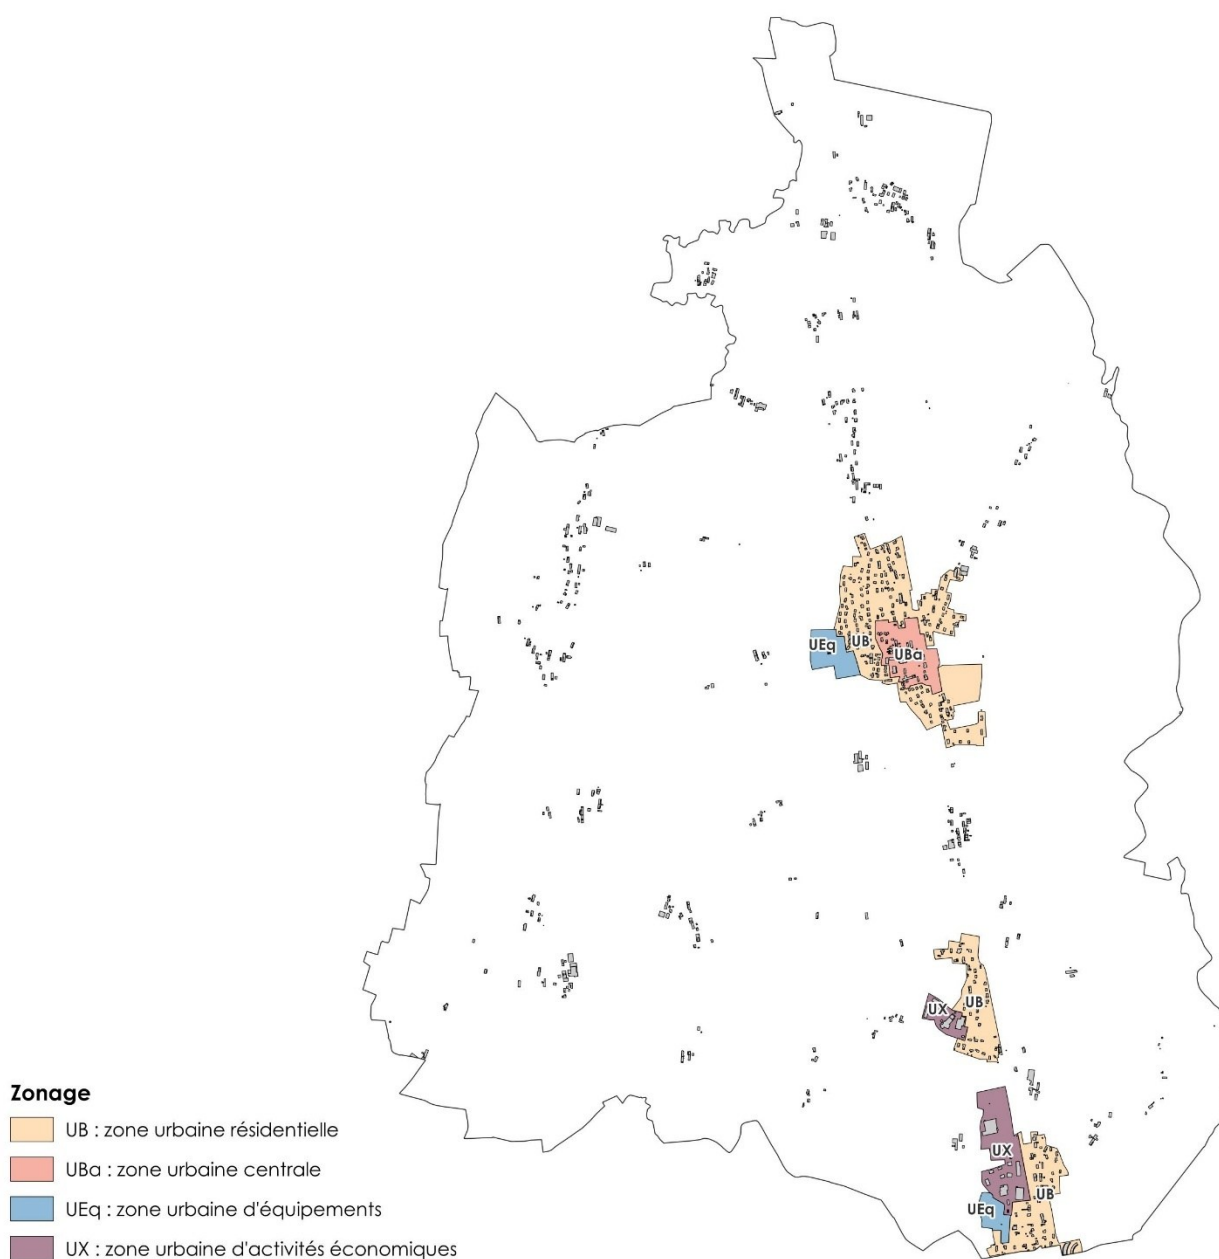 UEq
UB
UBa
UX
UB
UX
UB
UEq
Zonage
UB : zone urbaine résidentielle
UBa : zone urbaine centrale
UEq : zone urbaine d'équipements
UX : zone urbaine d'activités économiques